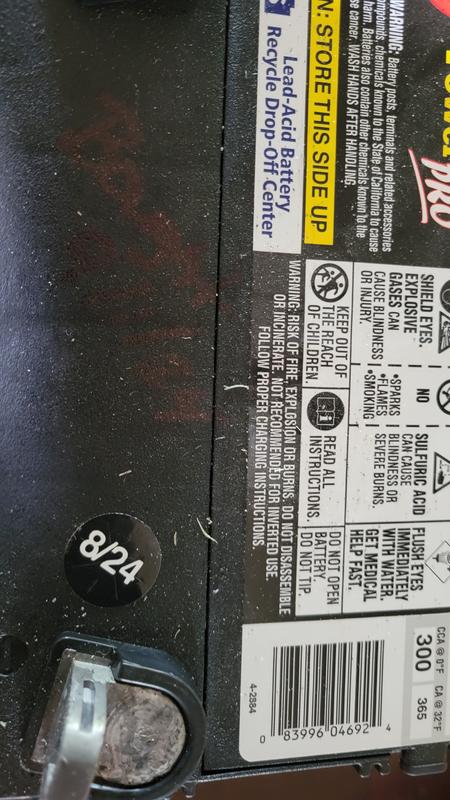 PRO
WARNING: Battery posts, terminals and related accessories
compounds, chemicals known to the State of California to cause
harm. Batteries also contain other chemicals known to the
cancer. WASH HANDS AFTER HANDLING.
STORE THIS SIDE UP
Lead-Acid Battery
Recycle Drop-Off Center
SHIELD EYES.
EXPLOSIVE
GASES CAN
CAUSE BLINDNESS
OR INJURY.
NO
•SPARKS
•FLAMES
•SMOKING
SULFURIC ACID
CAN CAUSE
BLINDNESS OR
SEVERE BURNS.
FLUSH EYES
IMMEDIATELY
WITH WATER.
GET MEDICAL
HELP FAST.
KEEP OUT OF
THE REACH
OF CHILDREN
READ ALL
INSTRUCTIONS.
DO NOT OPEN
BATTERY.
DO NOT TIP.
WARNING: RISK OF FIRE, EXPLOSION OR BURNS. DO NOT DISASSEMBLE
OR INCINERATE. NOT RECOMMENDED FOR INVERTED USE.
FOLLOW PROPER CHARGING INSTRUCTIONS.
CCA @ 0°F
300
CA @ 32°F
365
0 83996 04692 4
4-2884
8/24